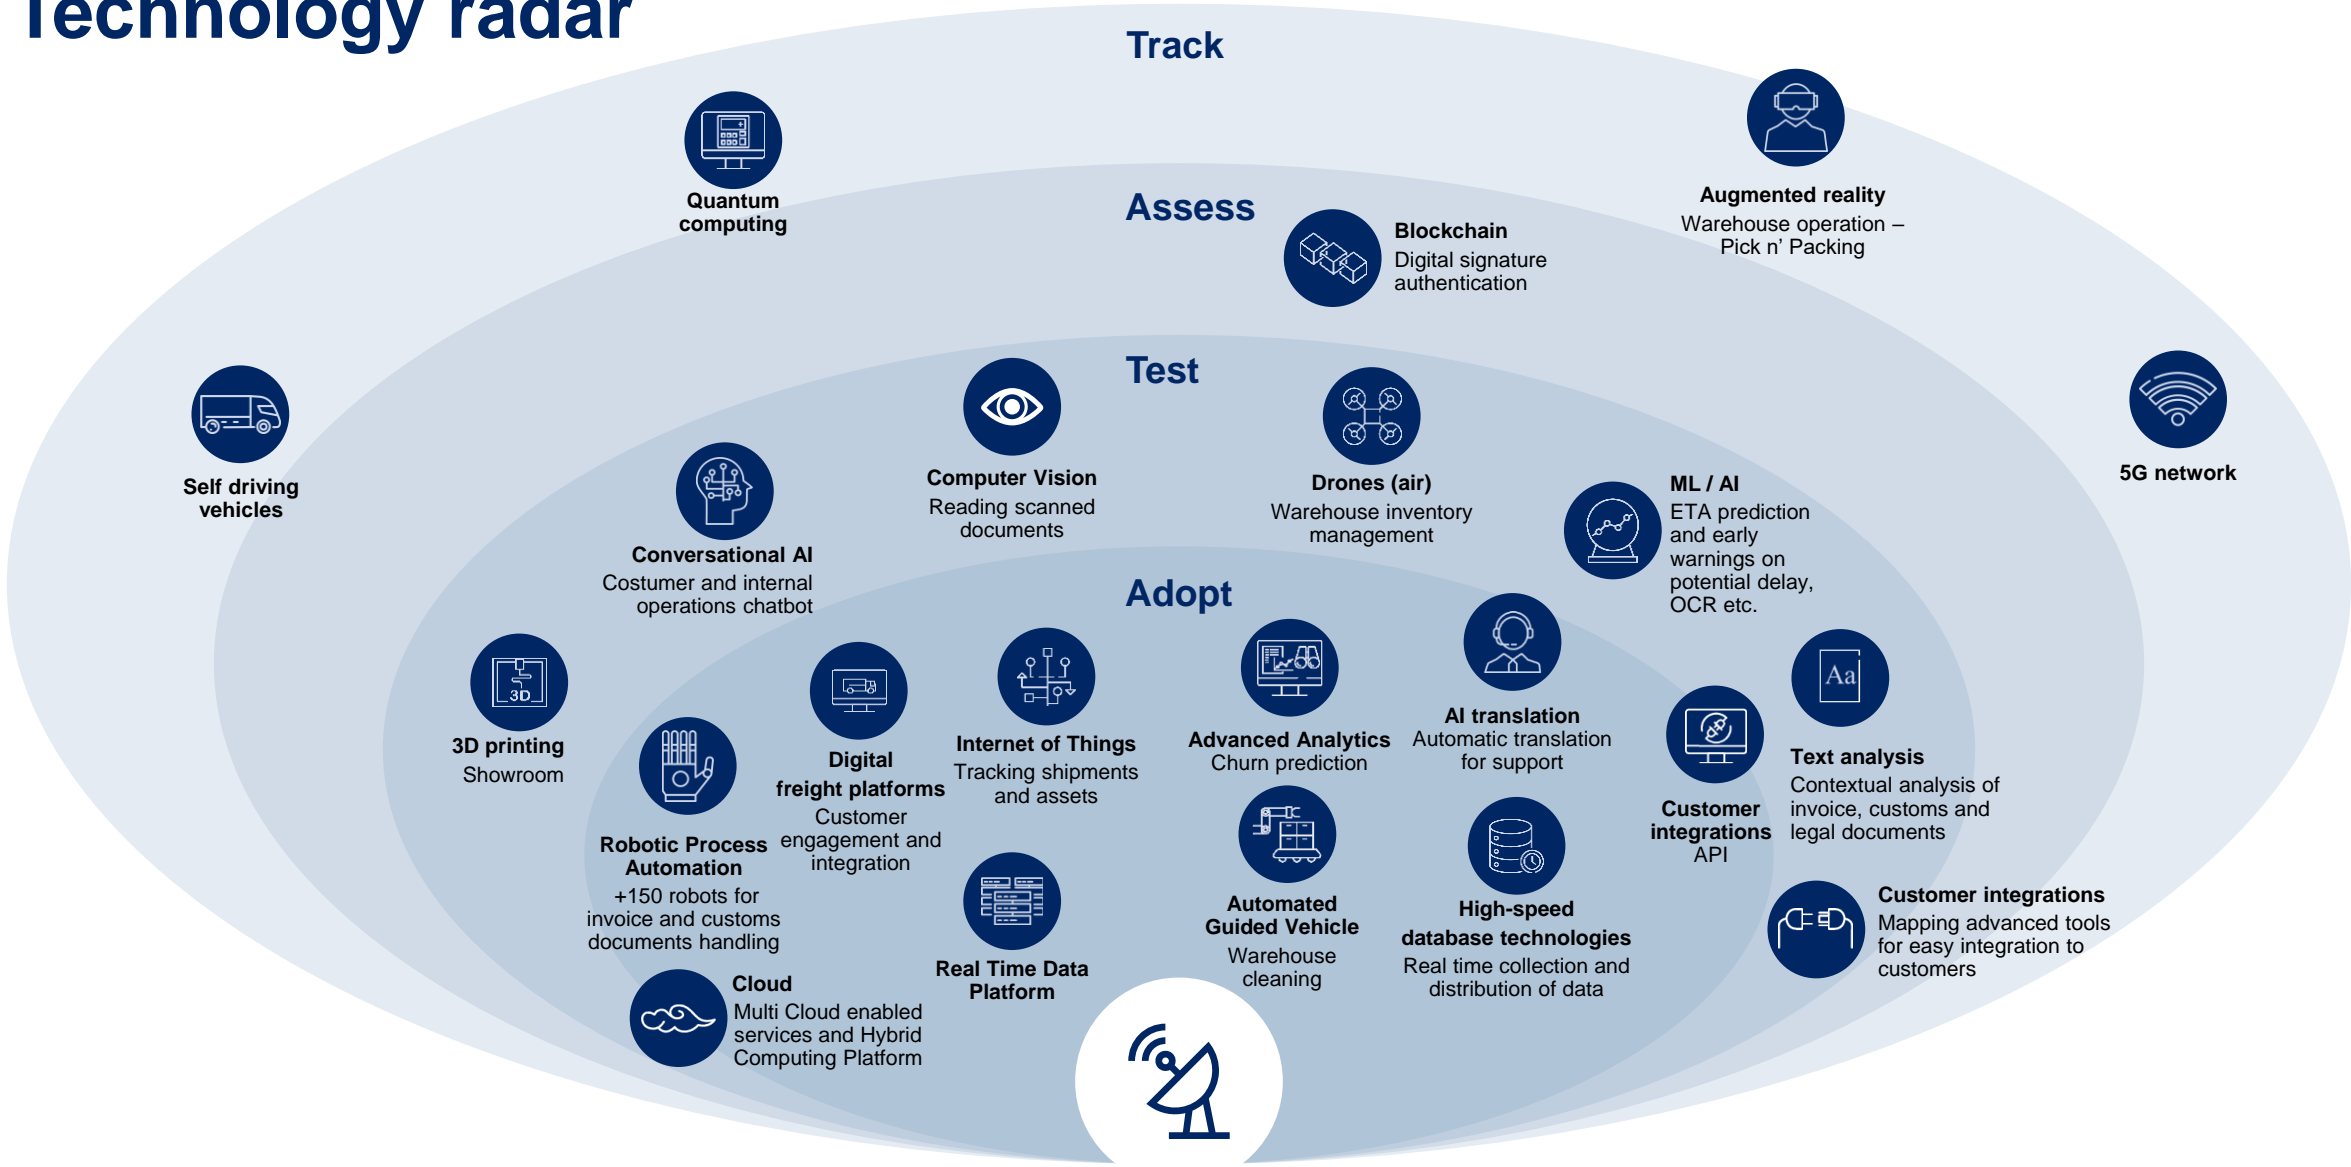 Technology radar
Track
Quantum
computing
Augmented reality
Warehouse operation –
Pick n’ Packing
Self driving
vehicles
5G network
Assess
Blockchain
Digital signature
authentication
Test
Computer Vision
Reading scanned
documents
Drones (air)
Warehouse inventory
management
Conversational AI
Costumer and internal
operations chatbot
ML / AI
ETA prediction
and early
warnings on
potential delay,
OCR etc.
3D
3D printing
Showroom
Aa
Text analysis
Contextual analysis of
invoice, customs and
legal documents
Customer integrations
Mapping advanced tools
for easy integration to
customers
Adopt
Robotic Process
Automation
+150 robots for
invoice and customs
documents handling
Digital
freight platforms
Customer
engagement and
integration
Internet of Things
Tracking shipments
and assets
Advanced Analytics
Churn prediction
AI translation
Automatic translation
for support
Customer
integrations
API
Cloud
Multi Cloud enabled
services and Hybrid
Computing Platform
Real Time Data
Platform
Automated
Guided Vehicle
Warehouse
cleaning
High-speed
database technologies
Real time collection and
distribution of data